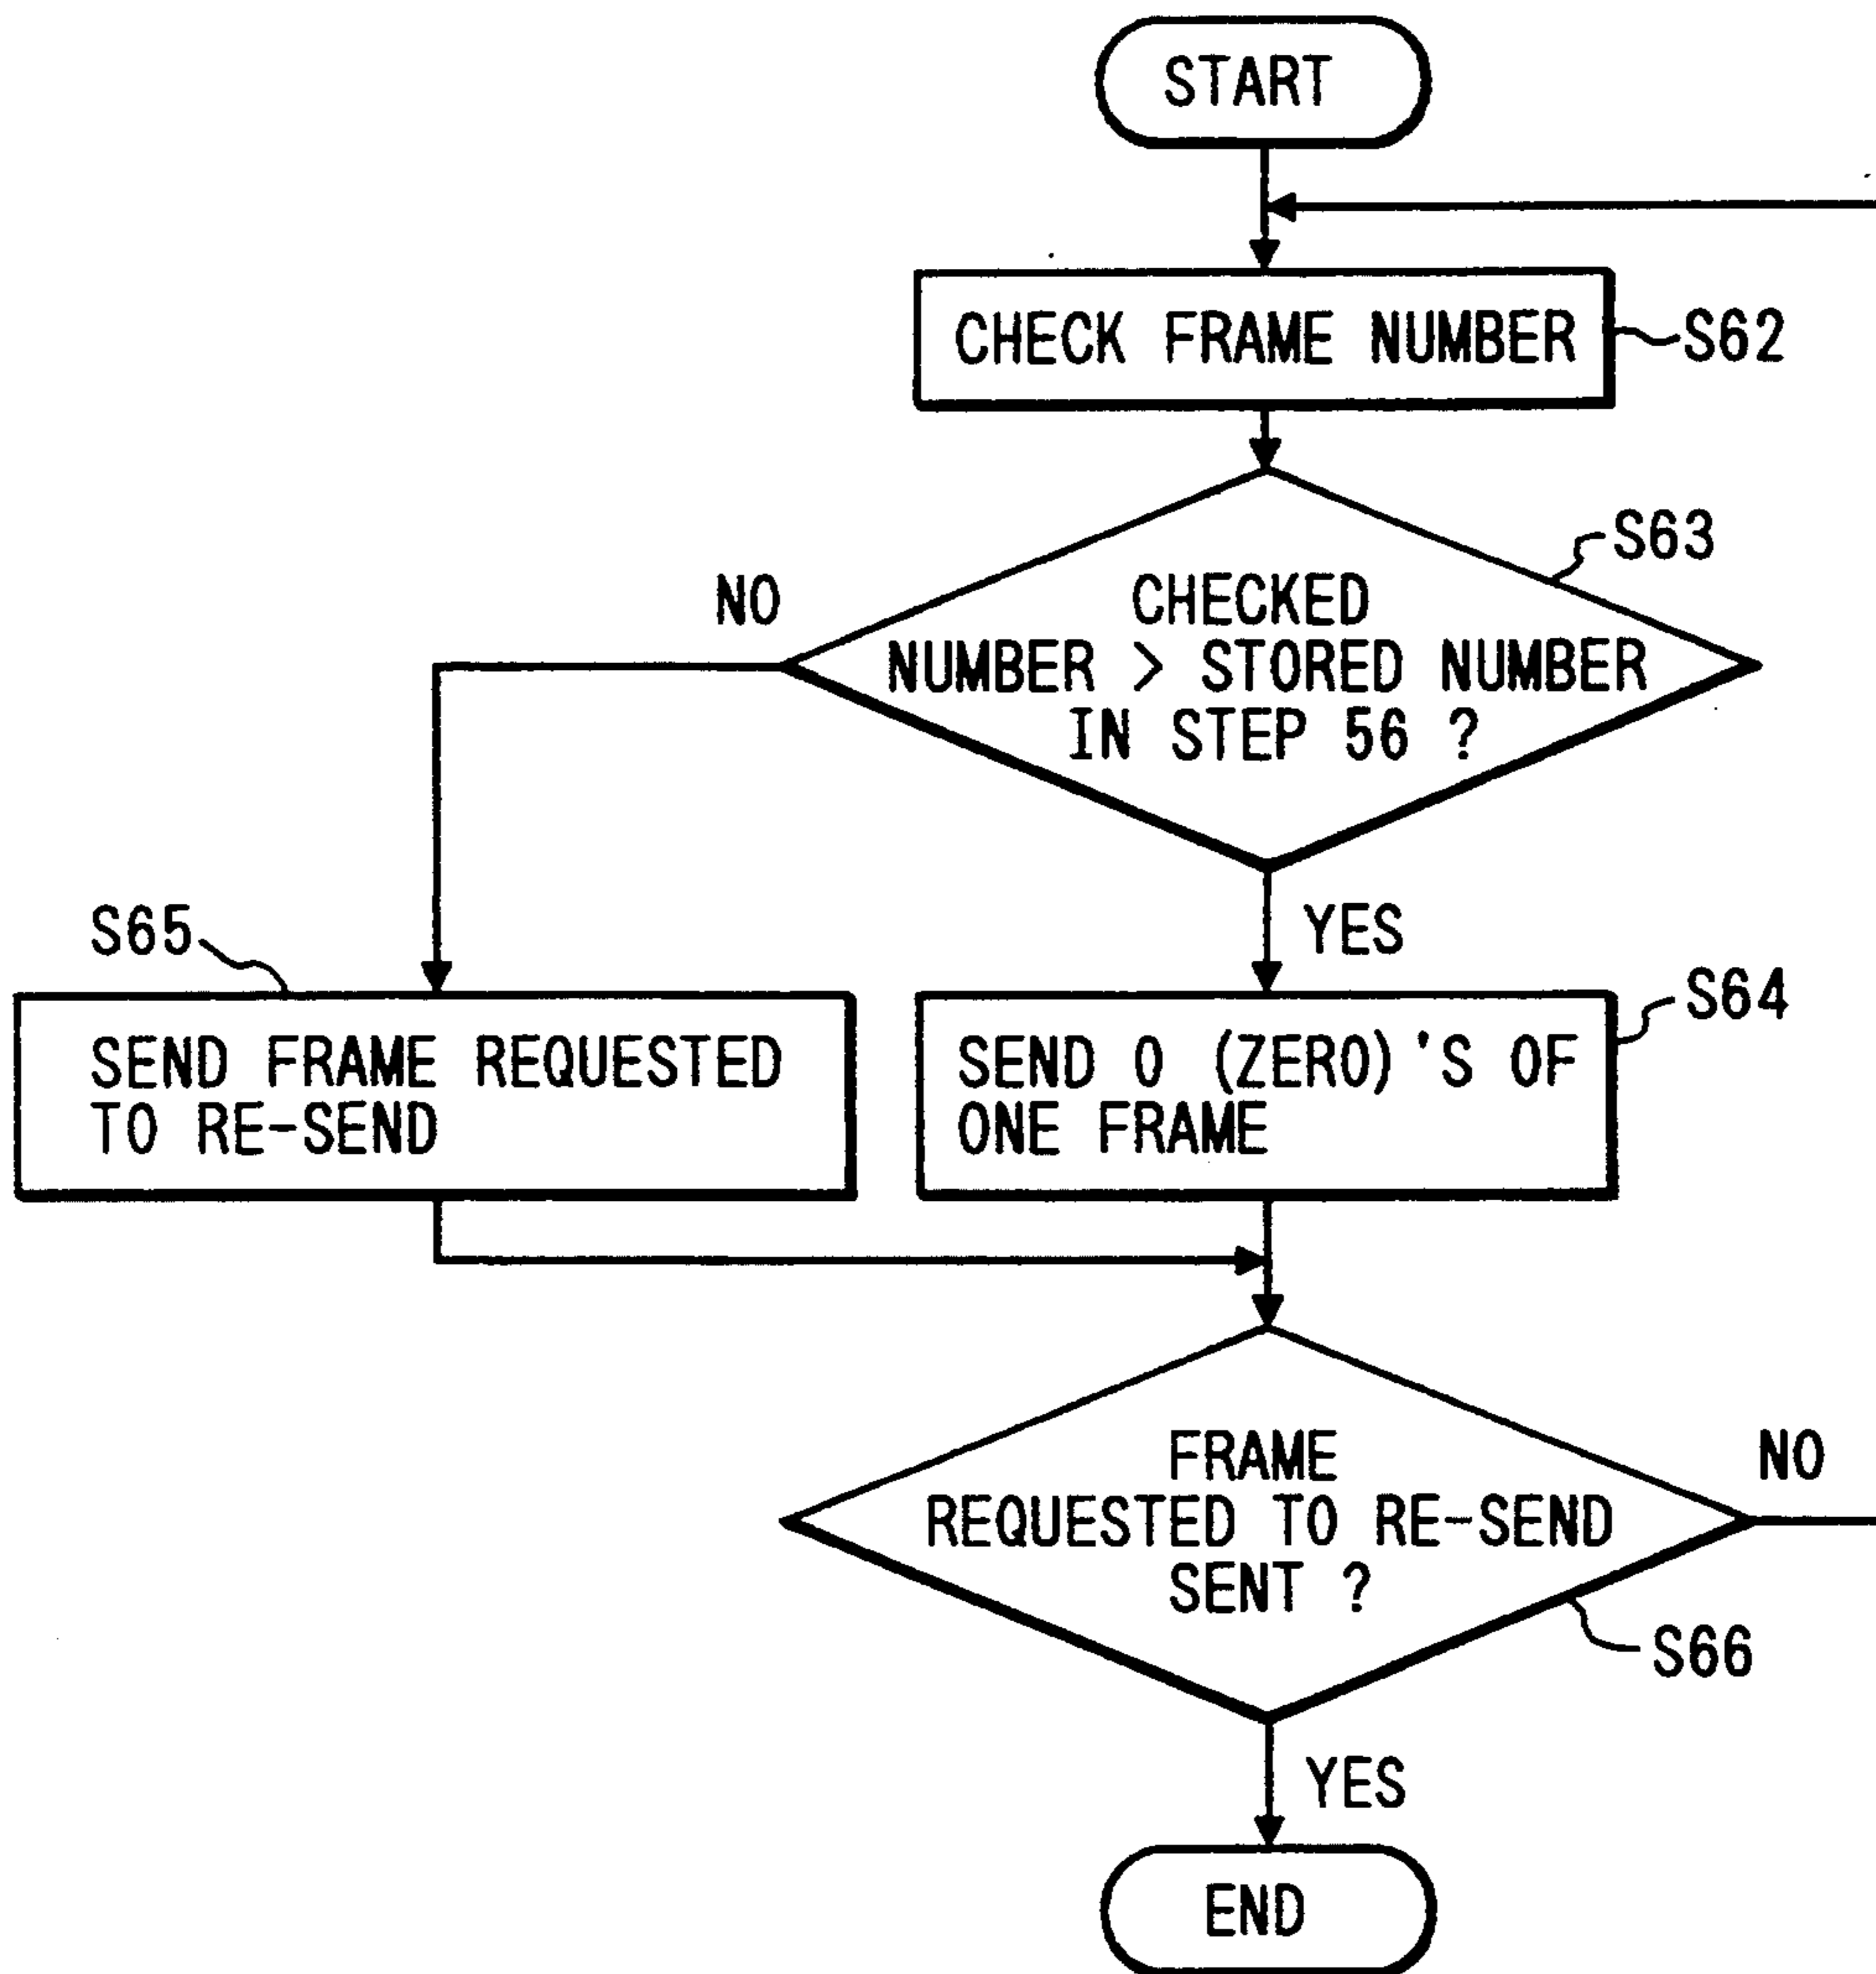 START
CHECK FRAME NUMBER
S62
S63
CHECKED
NUMBER > STORED NUMBER
IN STEP 56 ?
NO
YES
S65
SEND FRAME REQUESTED
TO RE-SEND
S64
SEND 0 (ZERO)'S OF
ONE FRAME
FRAME
REQUESTED TO RE-SEND
SENT ?
NO
S66
YES
END